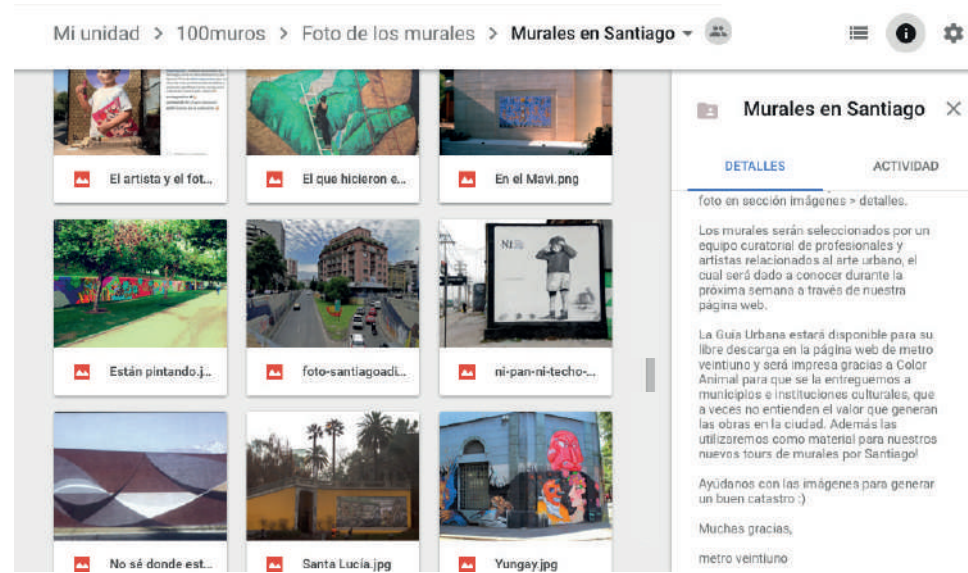 Mi unidad > 100muros > Foto de los murales > Murales en Santiago
El artista y el fot...
El que hicieron e...
En el Mavi.png
Están pintando.j...
foto-santiagoadi...
ni-pan-ni-techo-...
No sé donde est...
Santa Lucía.jpg
Yungay.jpg
Murales en Santiago
DETALLES
ACTIVIDAD
foto en sección imágenes > detalles.
Los murales serán seleccionados por un
equipo curatorial de profesionales y
artistas relacionados al arte urbano, el
cual será dado a conocer durante la
próxima semana a través de nuestra
página web.
La Guía Urbana estará disponible para su
libre descarga en la página web de metro
veintiuno y será impresa gracias a Color
Animal para que se la entreguemos a
municipios e instituciones culturales, que
a veces no entienden el valor que generan
las obras en la ciudad. Además las
utilizaremos como material para nuestros
nuevos tours de murales por Santiago!
Ayúdanos con las imágenes para generar
un buen catastro :)
Muchas gracias,
metro veintiuno